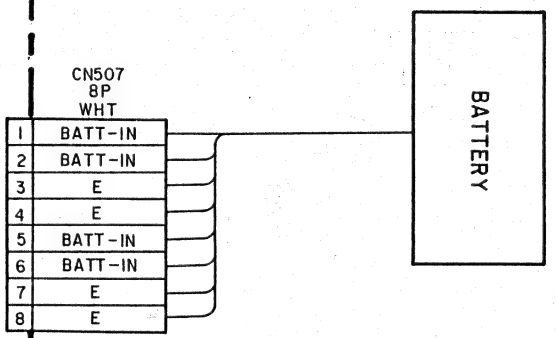 CN507
8P
WHT
1 BATT-IN
2 BATT-IN
3 E
4 E
5 BATT-IN
6 BATT-IN
7 E
8 E
BATTERY